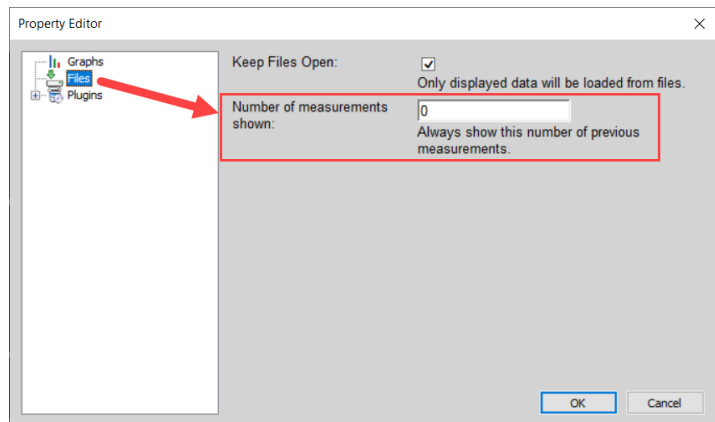 Property Editor
Graphs
Files
Plugins
Keep Files Open:
Only displayed data will be loaded from files.
Number of measurements
shown:
0
Always show this number of previous
measurements.
OK
Cancel